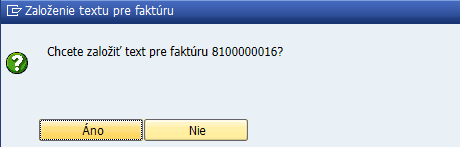 Založenie textu pre faktúru
Chcete založiť text pre faktúru 8100000016?
Áno
Nie